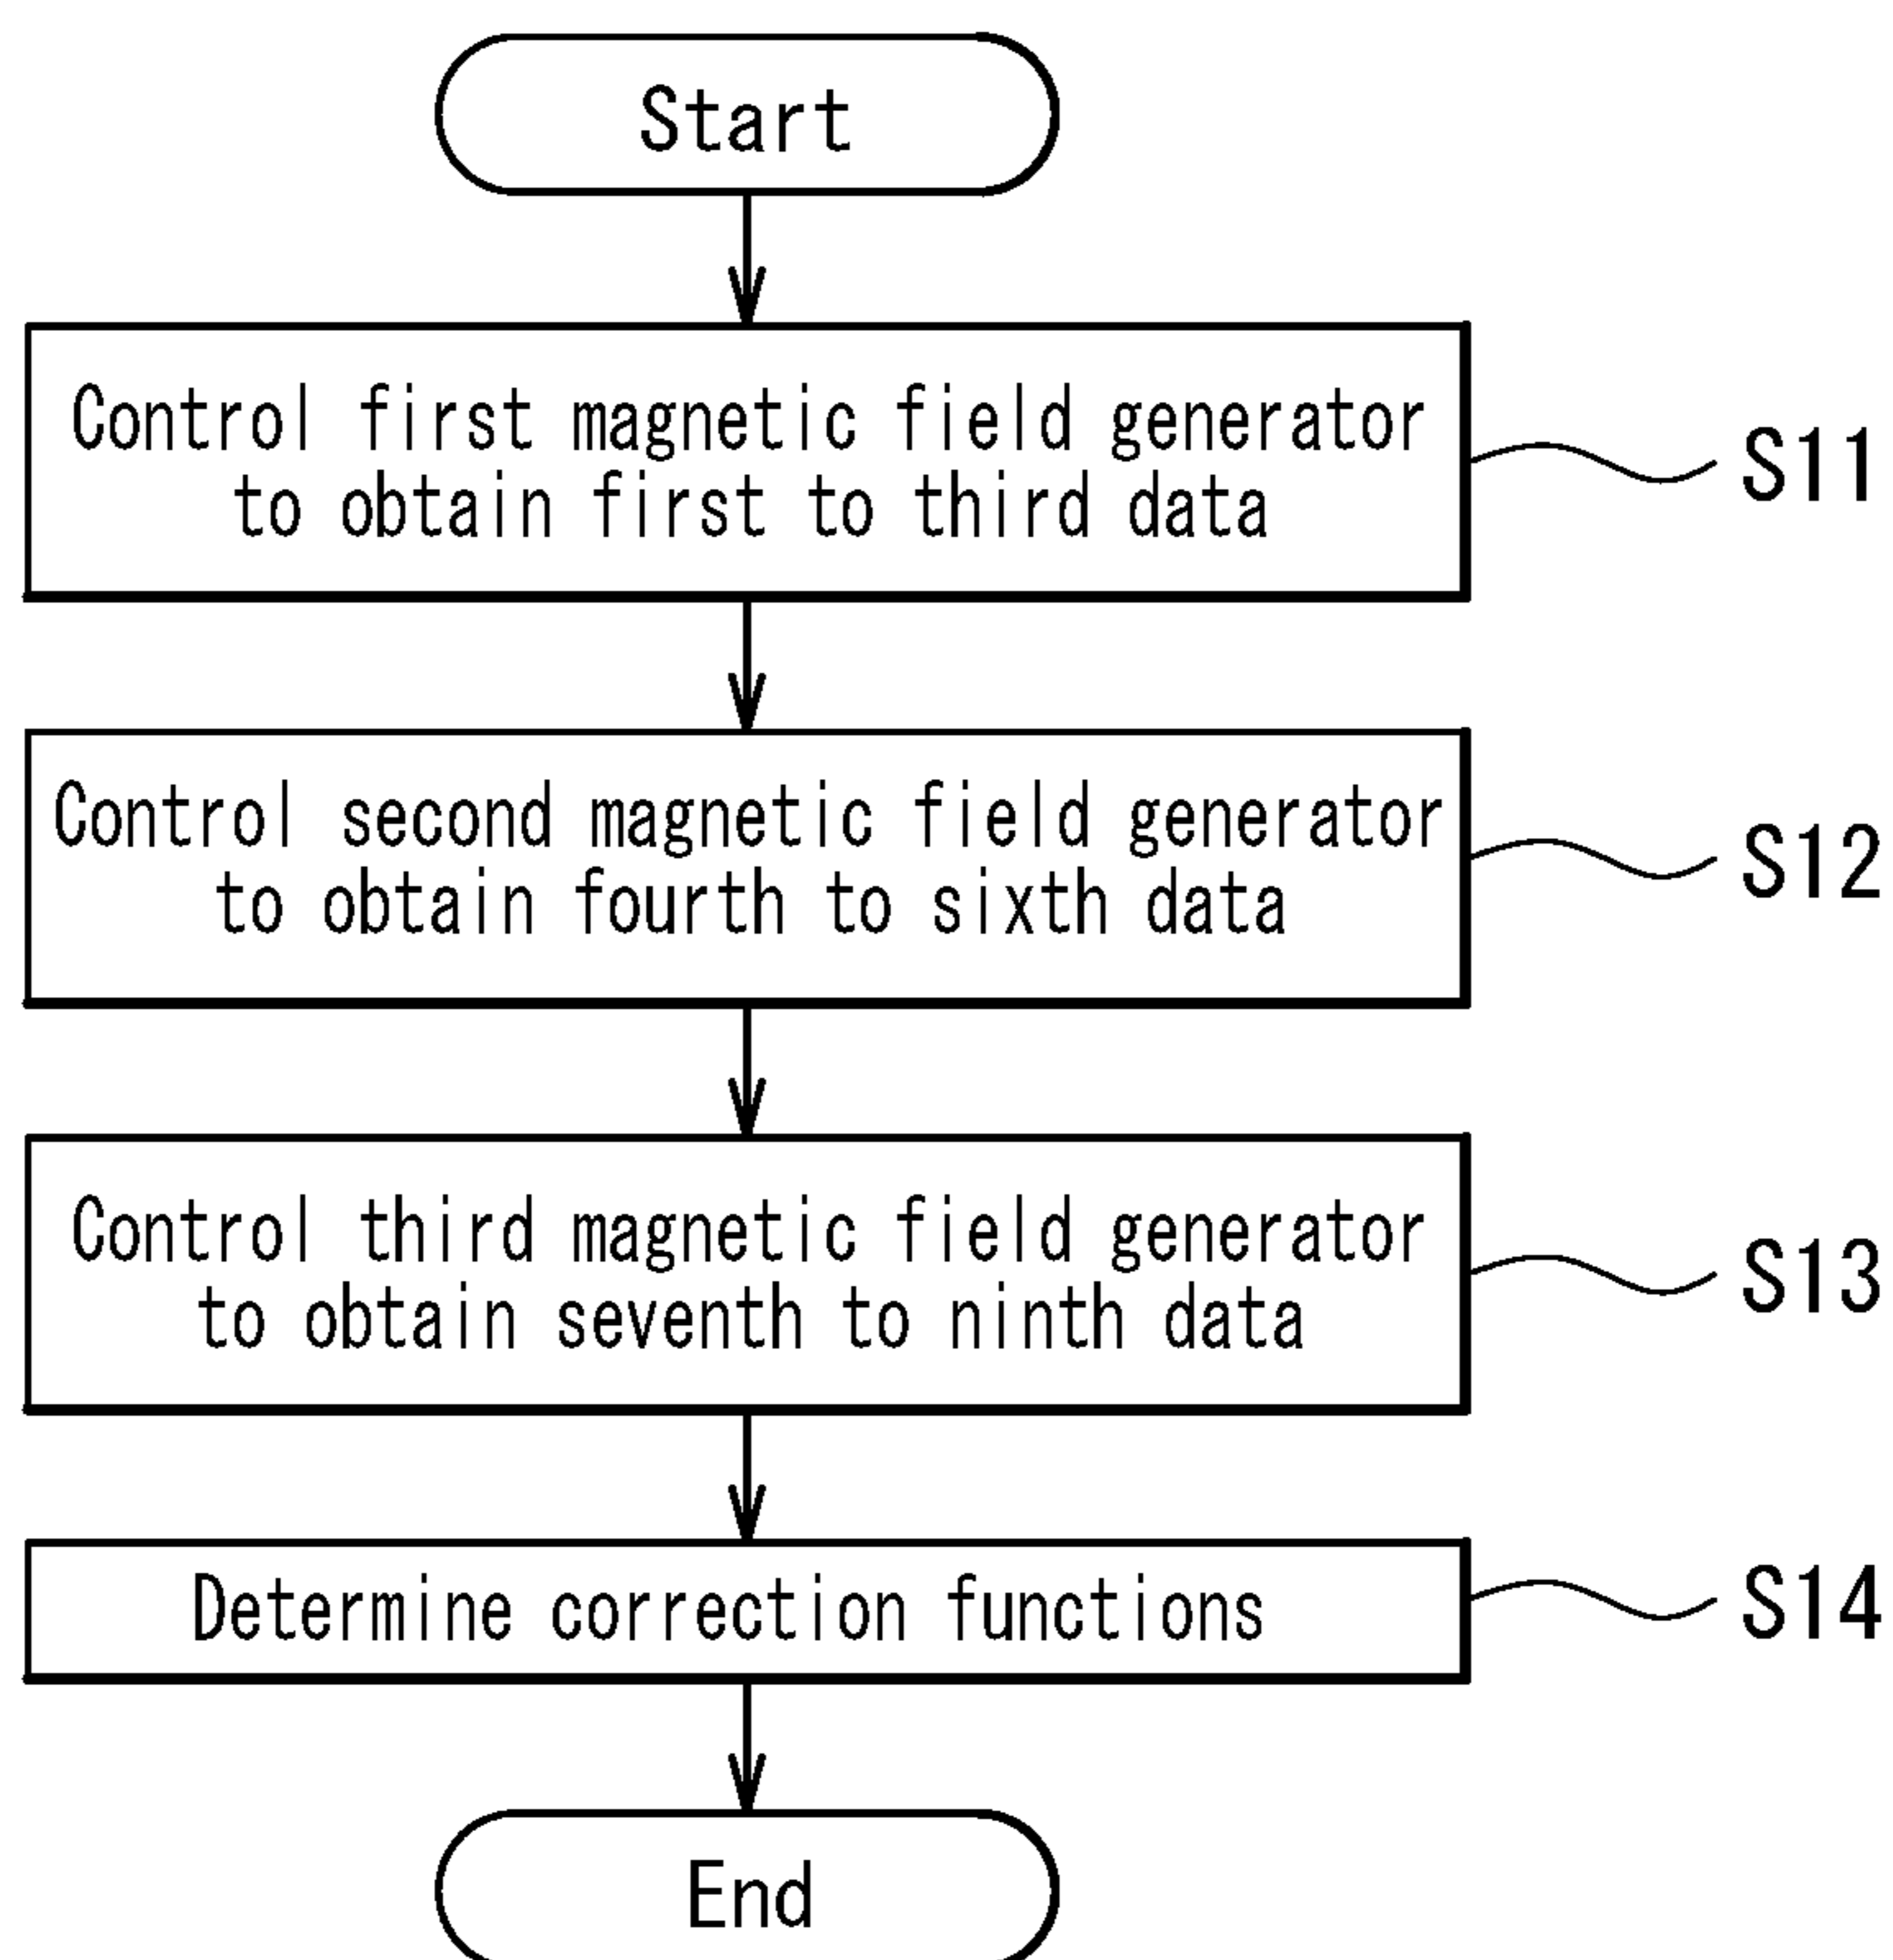 Start
Control first magnetic field generator
to obtain first to third data
S11
Control second magnetic field generator
to obtain fourth to sixth data
S12
Control third magnetic field generator
to obtain seventh to ninth data
S13
Determine correction functions
S14
End